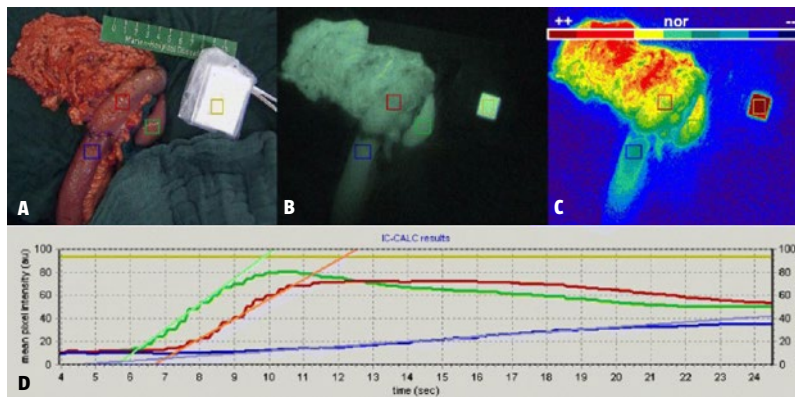 ++ nor --
A
B
C
IC-CALC results
mean pixel intensity (au)
100 100
80 80
60 60
40 40
20 20
0 0
4 5 6 7 8 9 10 11 12 13 14 15 16 17 18 19 20 21 22 23 24
time (sec)
D